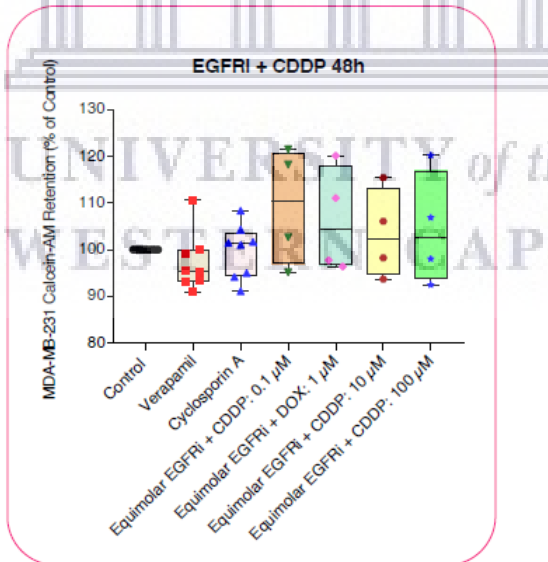 EGFRi + CDDP 48h
UNIVERSITY of the
WESTERN CAP
MDA-MB-231 Calcein-AM Retention (% of Control)
130
120
110
100
90
80
Control
Verapamil
Cyclosporin A
Equimolar EGFRi + CDDP: 0,1 µM
Equimolar EGFRi + DOX: 1 µM
Equimolar EGFRi + CDDP: 10 µM
Equimolar EGFRi + CDDP: 100 µM